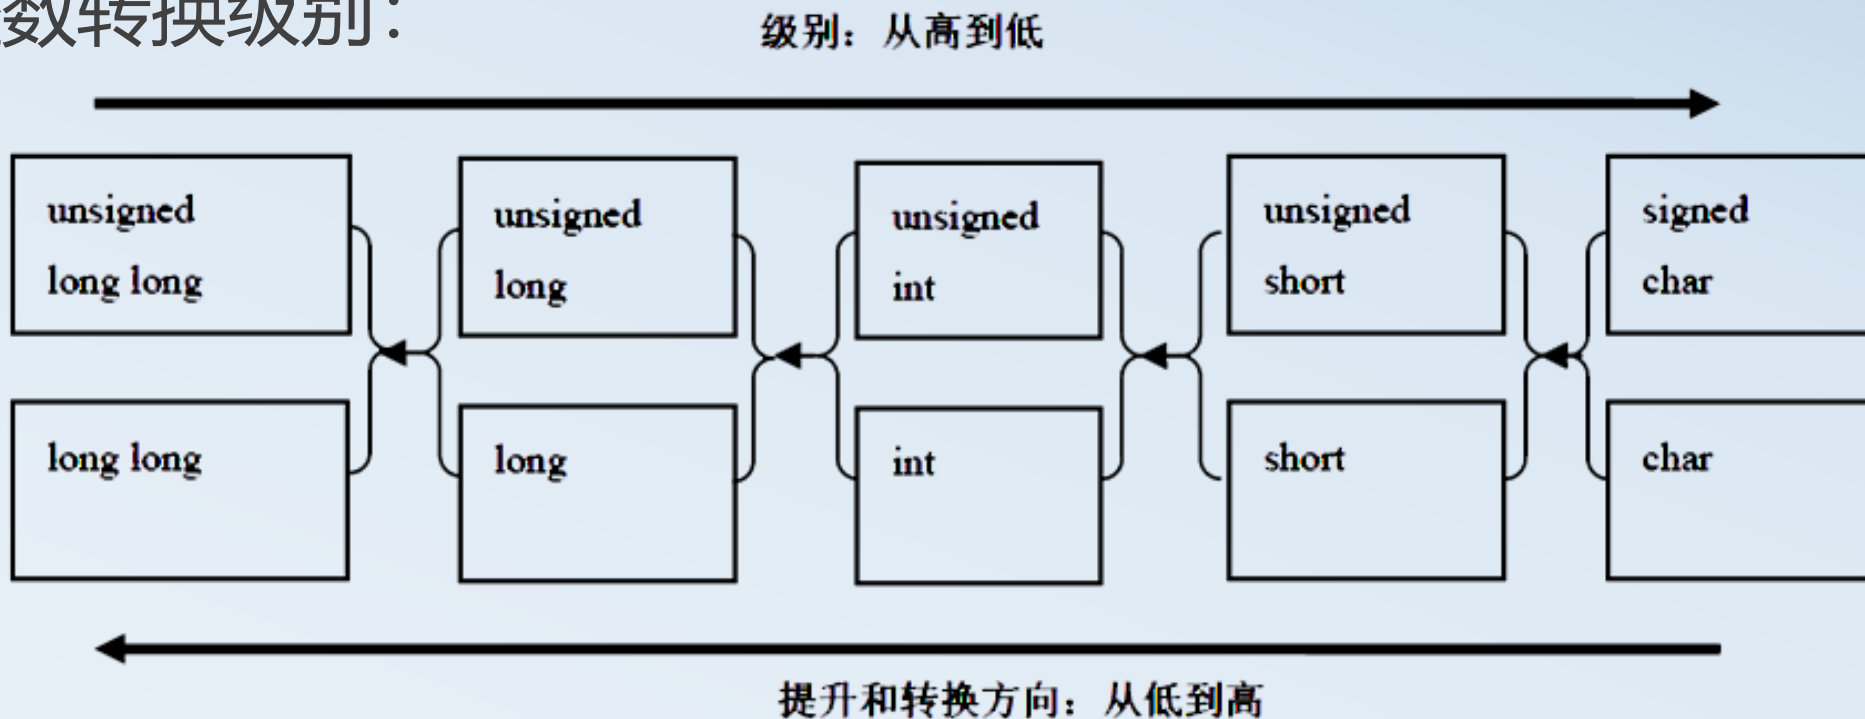 数转换级别：
级别：从高到低
unsigned
long long
unsigned
long
unsigned
int
unsigned
short
signed
char
long long
long
int
short
char
提升和转换方向：从低到高